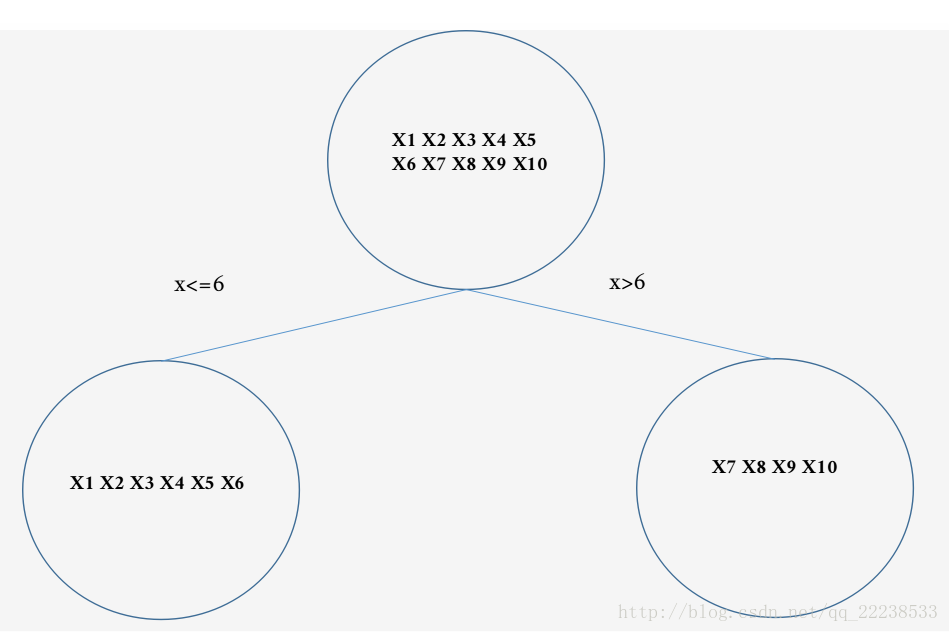 X1 X2 X3 X4 X5
X6 X7 X8 X9 X10
x<=6
x>6
X1 X2 X3 X4 X5 X6
X7 X8 X9 X10
http://blog.csdn.net/qq_22238533